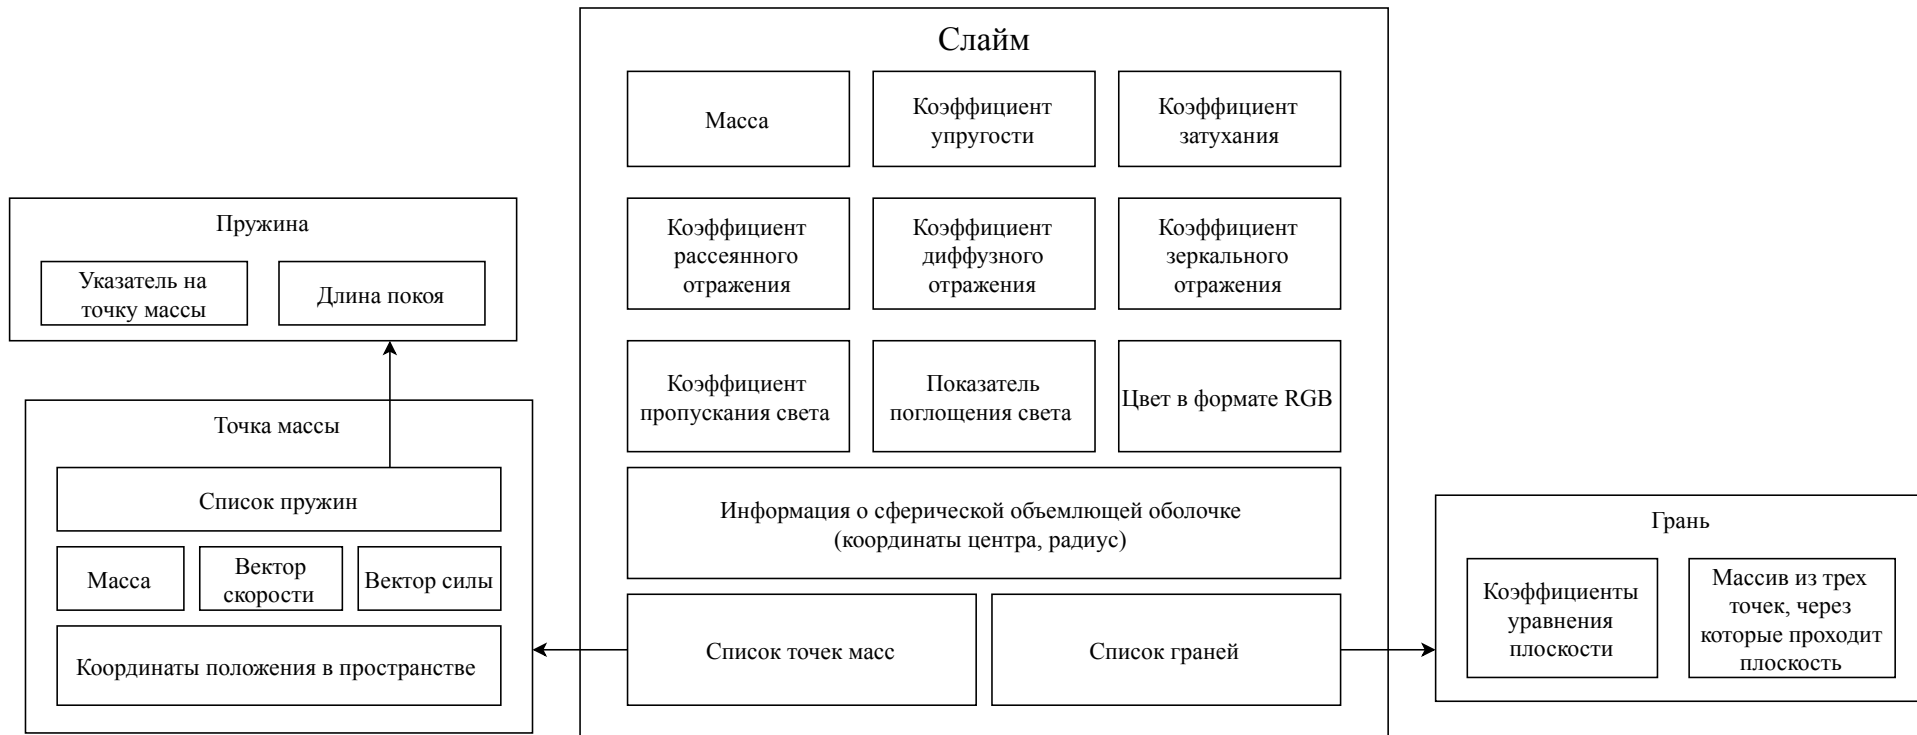 Слайм
Масса
Коэффициент
упругости
Коэффициент
затухания
Коэффициент
рассеянного
отражения
Коэффициент
диффузного
отражения
Коэффициент
зеркального
отражения
Коэффициент
пропускания света
Показатель
поглощения света
Цвет в формате RGB
Информация о сферической объемлющей оболочке
(координаты центра, радиус)
Список точек масс
Список граней
Пружина
Указатель на
точку массы
Длина покоя
Точка массы
Список пружин
Масса
Вектор
скорости
Вектор силы
Координаты положения в пространстве
Грань
Коэффициенты
уравнения
плоскости
Массив из трех
точек, через
которые проходит
плоскость